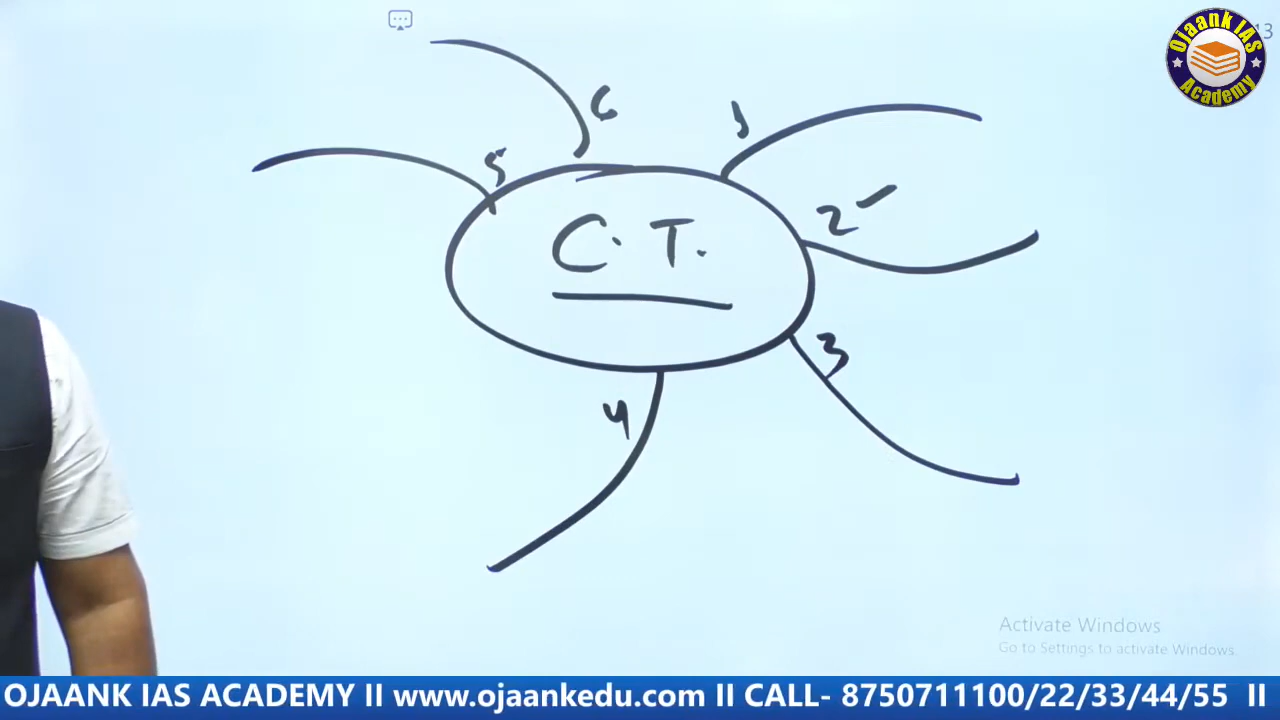 Ojaank IAS
Academy
13
6
1
5
2
C. T.
3
4
Activate Windows
Go to Settings to activate Windows.
OJAANK IAS ACADEMY II www.ojaankedu.com II CALL- 8750711100/22/33/44/55 II